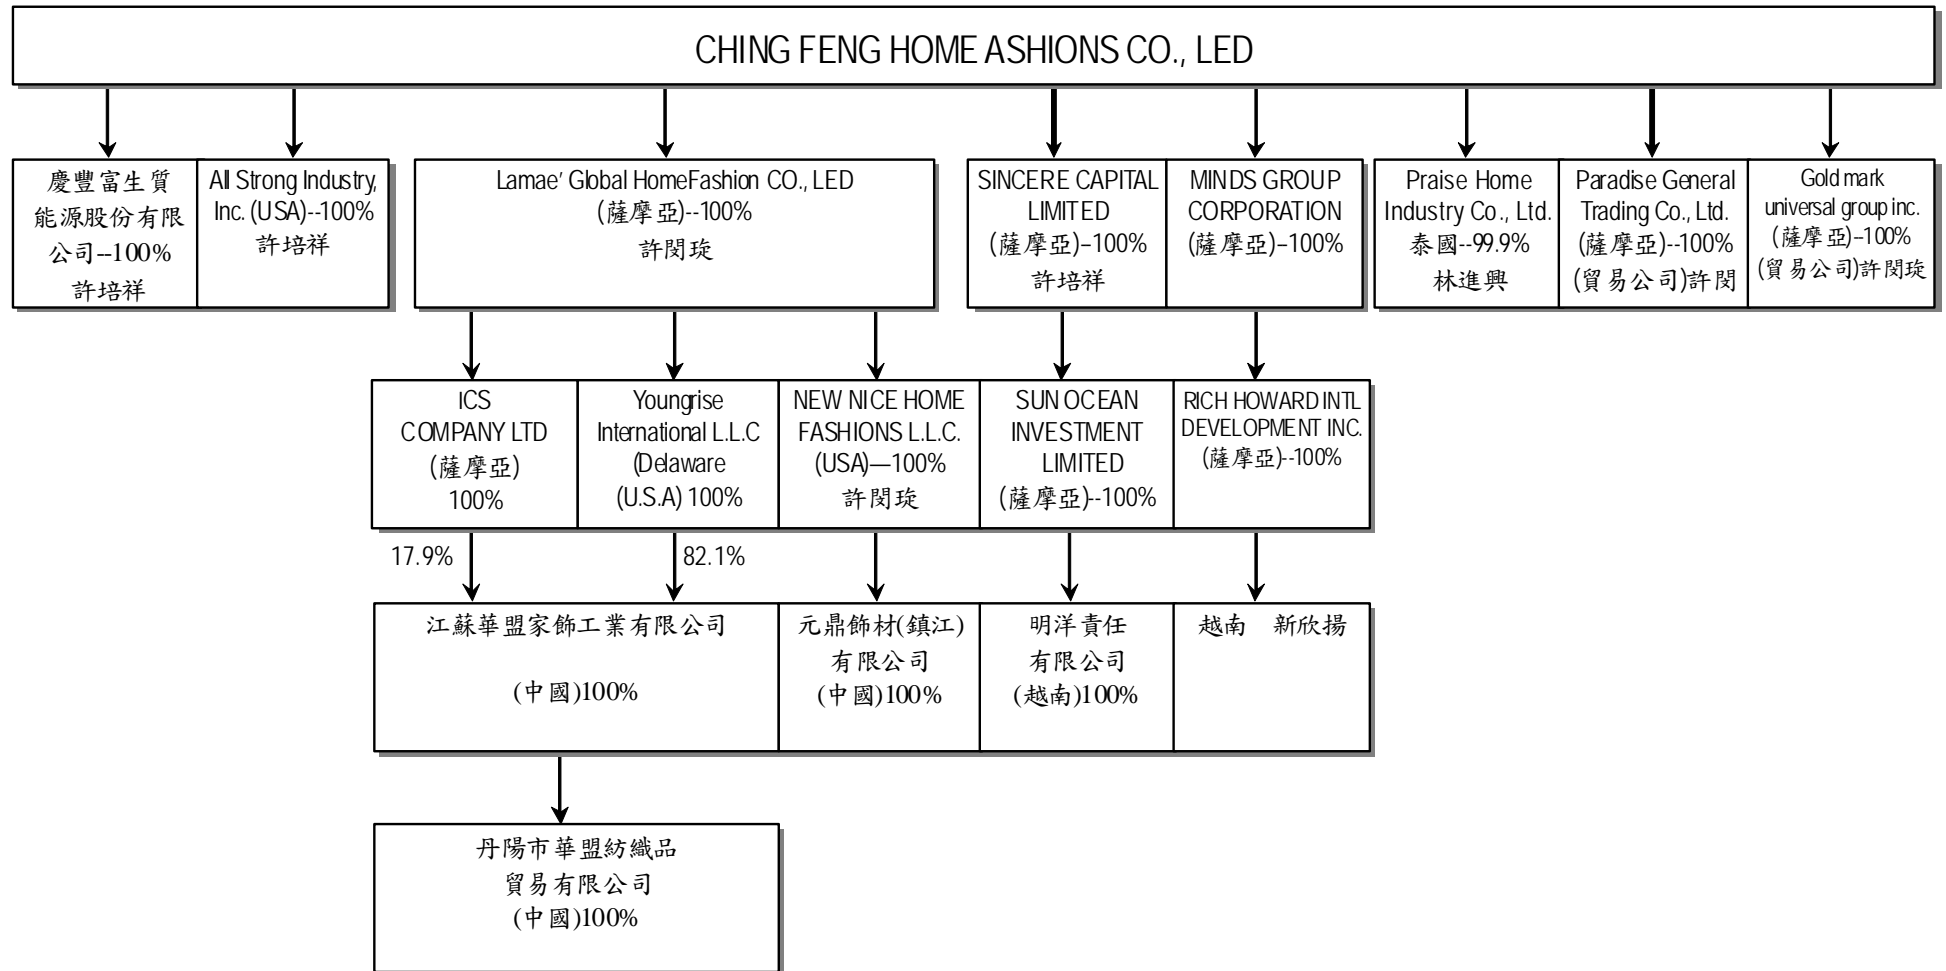 CHING FENG HOME ASHIONS CO., LED
慶豐富生質
能源股份有限
公司--100%
許培祥
All Strong Industry,
Inc. (USA)--100%
許培祥
Lamae’ Global HomeFashion CO., LED
(薩摩亞)--100%
許閔琁
SINCERE CAPITAL
LIMITED
(薩摩亞)--100%
許培祥
MINDS GROUP
CORPORATION
(薩摩亞)--100%
Praise Home
Industry Co., Ltd.
泰國--99.9%
林進興
Paradise General
Trading Co., Ltd.
(薩摩亞)--100%
(貿易公司)許閔
Gold mark
universal group inc.
(薩摩亞)--100%
(貿易公司)許閔琁
ICS
COMPANY LTD
(薩摩亞)
100%
Youngrise
International L.L.C
(Delaware
(U.S.A) 100%
NEW NICE HOME
FASHIONS L.L.C.
(USA)—100%
許閔琁
SUN OCEAN
INVESTMENT
LIMITED
(薩摩亞)--100%
RICH HOWARD INTL
DEVELOPMENT INC.
(薩摩亞)--100%
17.9%
82.1%
江蘇華盟家飾工業有限公司
(中國)100%
元鼎飾材(鎮江)
有限公司
(中國)100%
明洋責任
有限公司
(越南)100%
越南 新欣揚
丹陽市華盟紡織品
貿易有限公司
(中國)100%